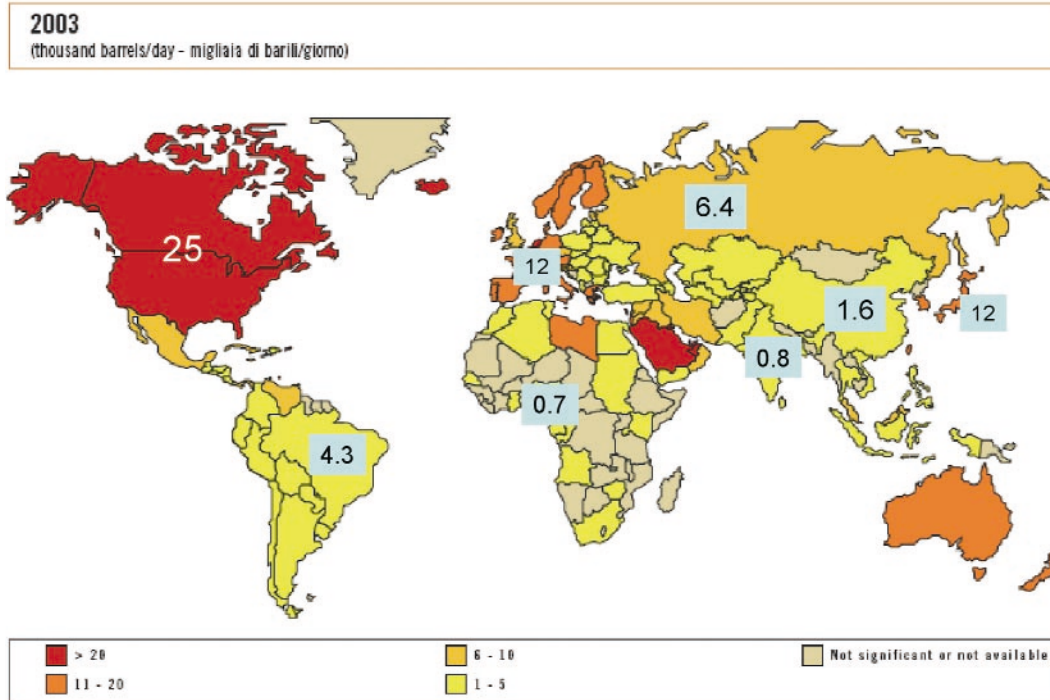 2003
(thousand barrels/day - migliaia di barili/giorno)
25
6.4
12
1.6
12
0.8
0.7
4.3
> 20
6 - 10
Not significant or not available
11 - 20
1 - 5